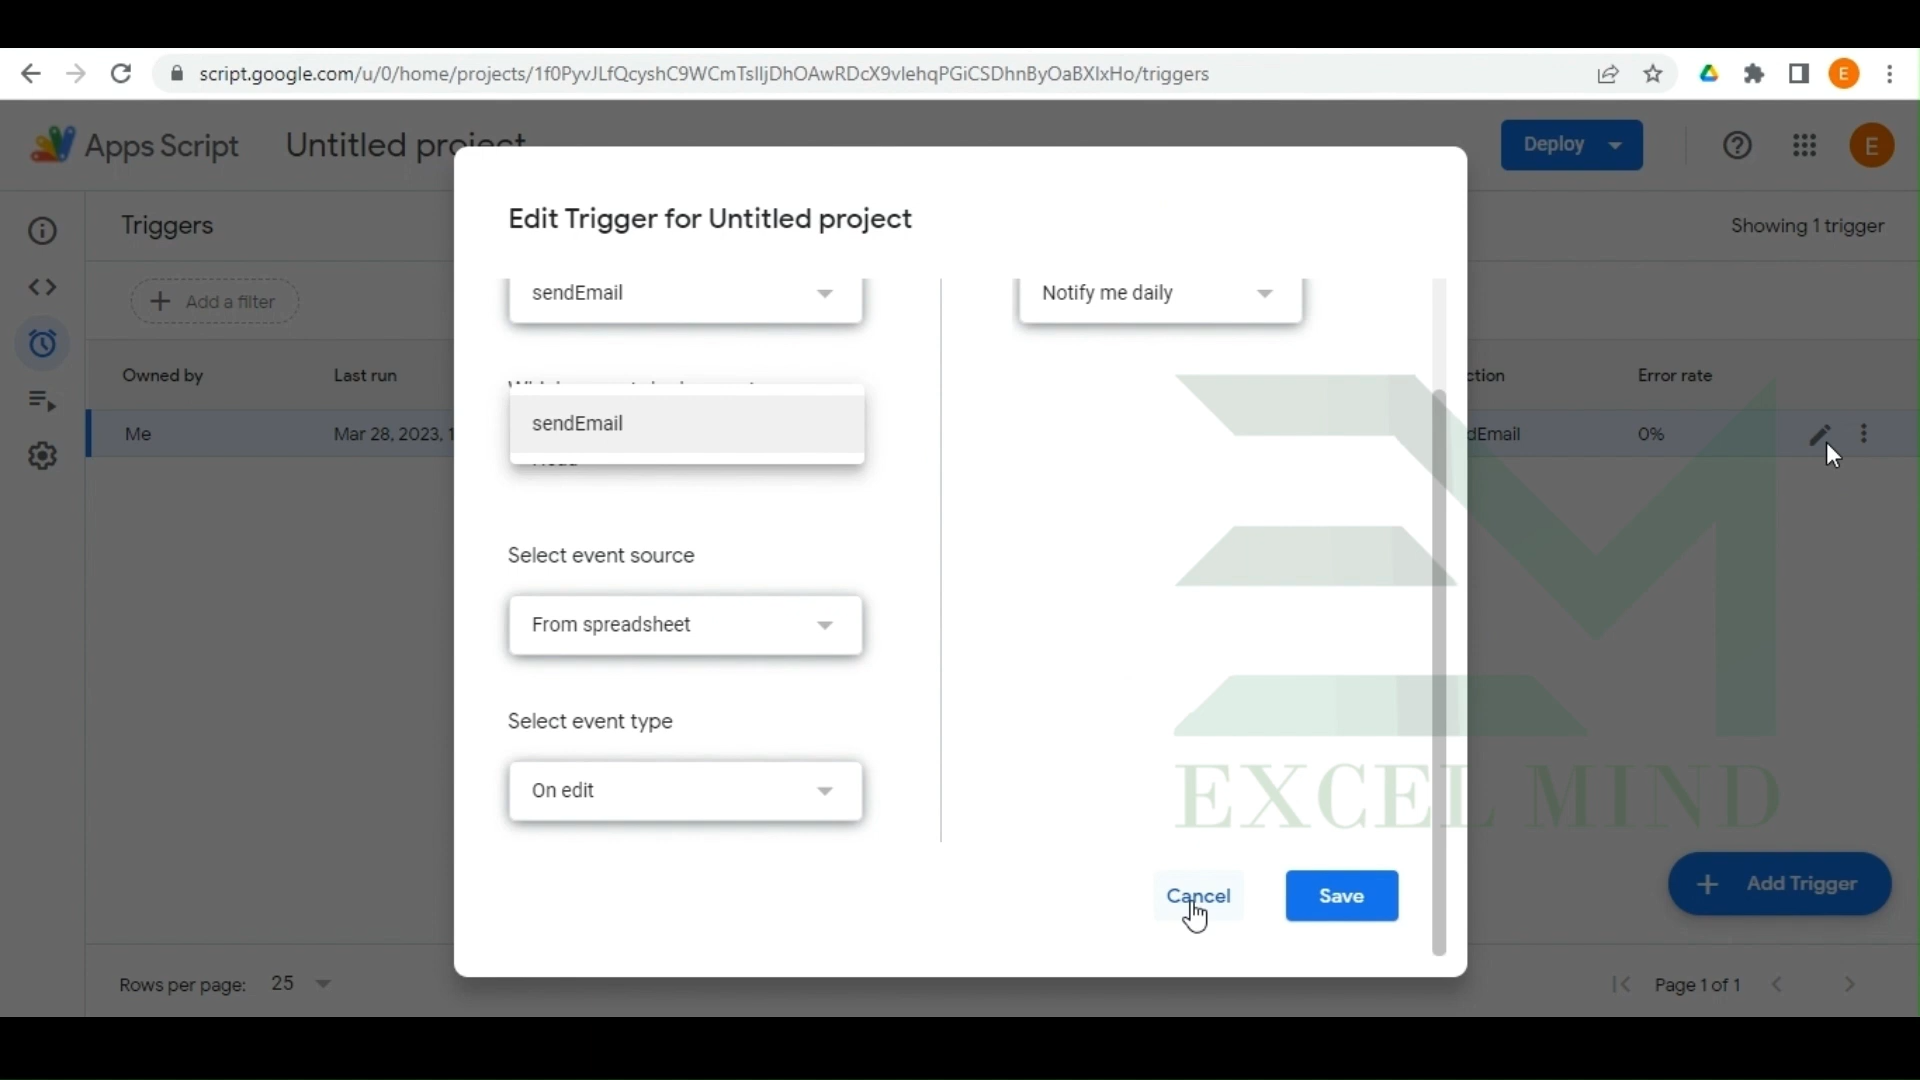 script.google.com/u/0/home/projects/1f0PyvJLfQcyshC9WCmTslljDhOAwRDcX9vlehqPGiCSDhnByOaBXlxHo/triggers
E
Apps Script
Untitled project
Deploy
E
Triggers
Showing 1 trigger
Add a filter
Owned by
Last run
ction
Error rate
Me
Mar 28, 2023, 1
dEmail
0%
Edit Trigger for Untitled project
sendEmail
Notify me daily
sendEmail
Select event source
From spreadsheet
Select event type
On edit
EXCEL MIND
Cancel
Save
Add Trigger
Rows per page:
25
Page 1 of 1